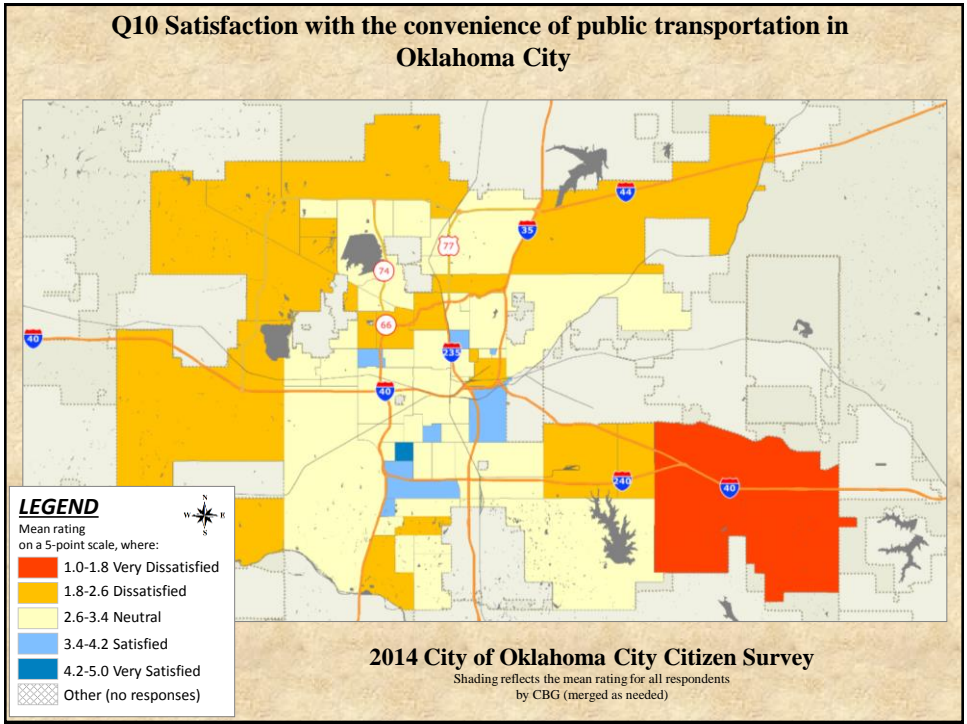 Q10 Satisfaction with the convenience of public transportation in
Oklahoma City
44
35
77
74
66
40
235
40
240
40
LEGEND
Mean rating
on a 5-point scale, where:
N
W
E
S
1.0-1.8 Very Dissatisfied
1.8-2.6 Dissatisfied
2.6-3.4 Neutral
3.4-4.2 Satisfied
4.2-5.0 Very Satisfied
Other (no responses)
2014 City of Oklahoma City Citizen Survey
Shading reflects the mean rating for all respondents
by CBG (merged as needed)